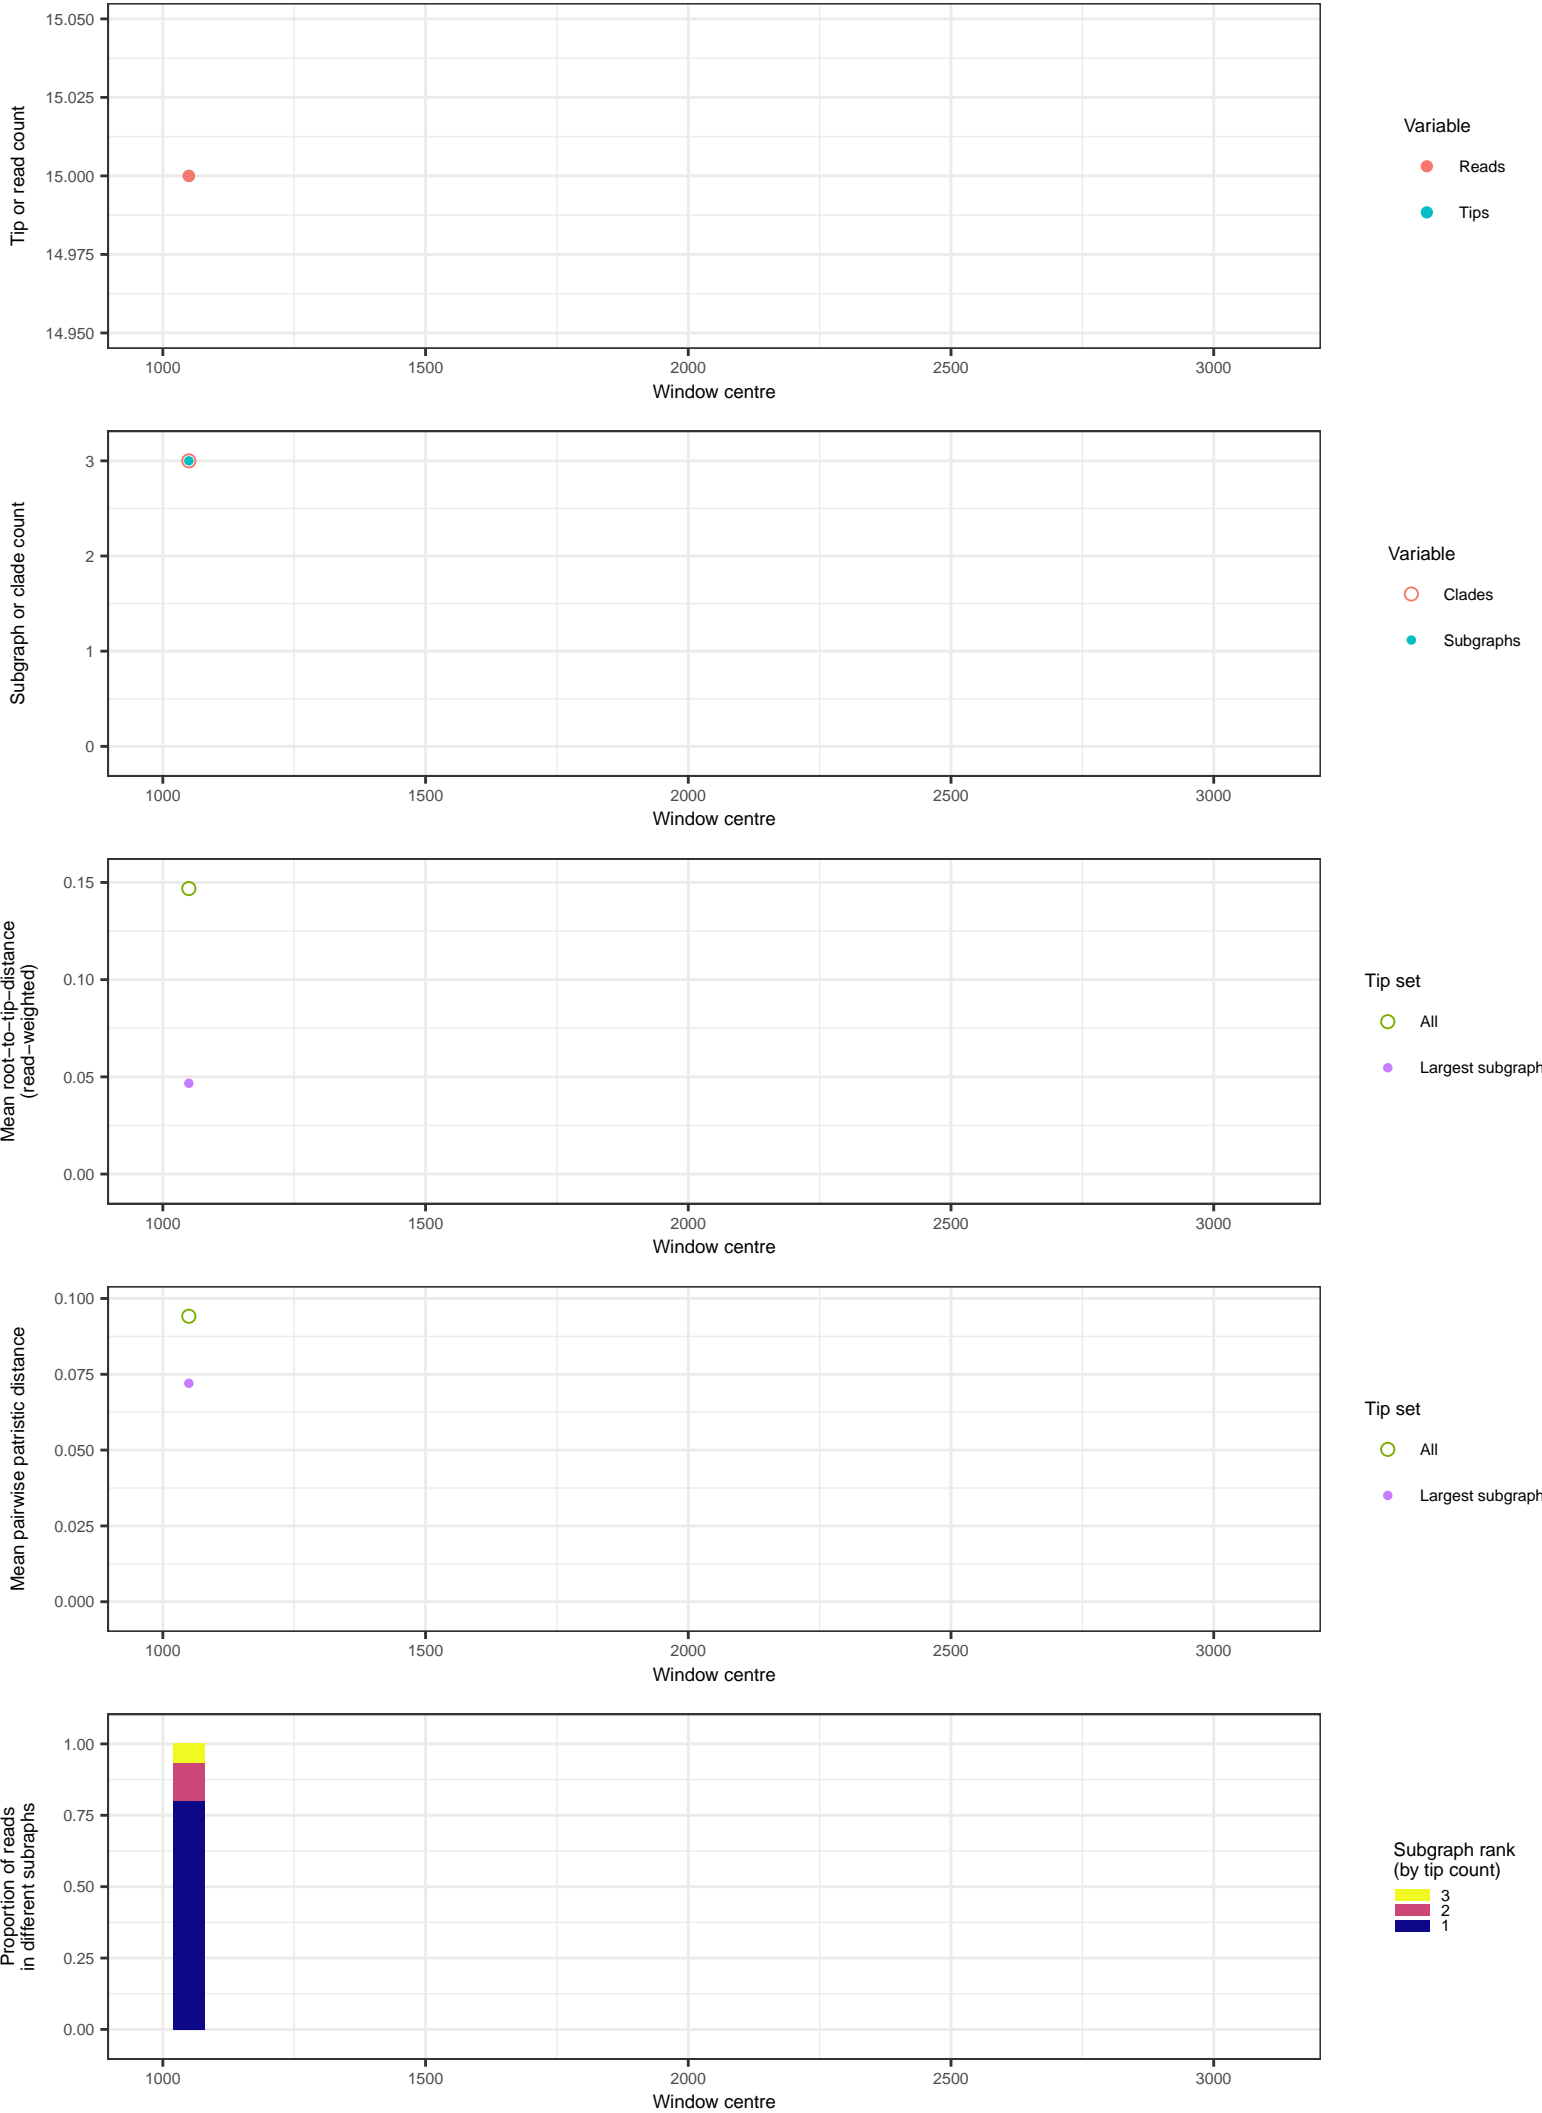 15.050
15.025
15.000
14.975
14.950
Tip or read count
1000 1500 2000 2500 3000
Window centre
Variable
Reads
Tips
3
2
1
0
Subgraph or clade count
1000 1500 2000 2500 3000
Window centre
Variable
Clades
Subgraphs
0.15
0.10
0.05
0.00
Mean root−to−tip−distance
(read−weighted)
1000 1500 2000 2500 3000
Window centre
Tip set
All
Largest subgraph
0.100
0.075
0.050
0.025
0.000
Mean pairwise patristic distance
1000 1500 2000 2500 3000
Window centre
Tip set
All
Largest subgraph
1.00
0.75
0.50
0.25
0.00
Proportion of reads
in different subraphs
1000 1500 2000 2500 3000
Window centre
Subgraph rank
(by tip count)
3
2
1